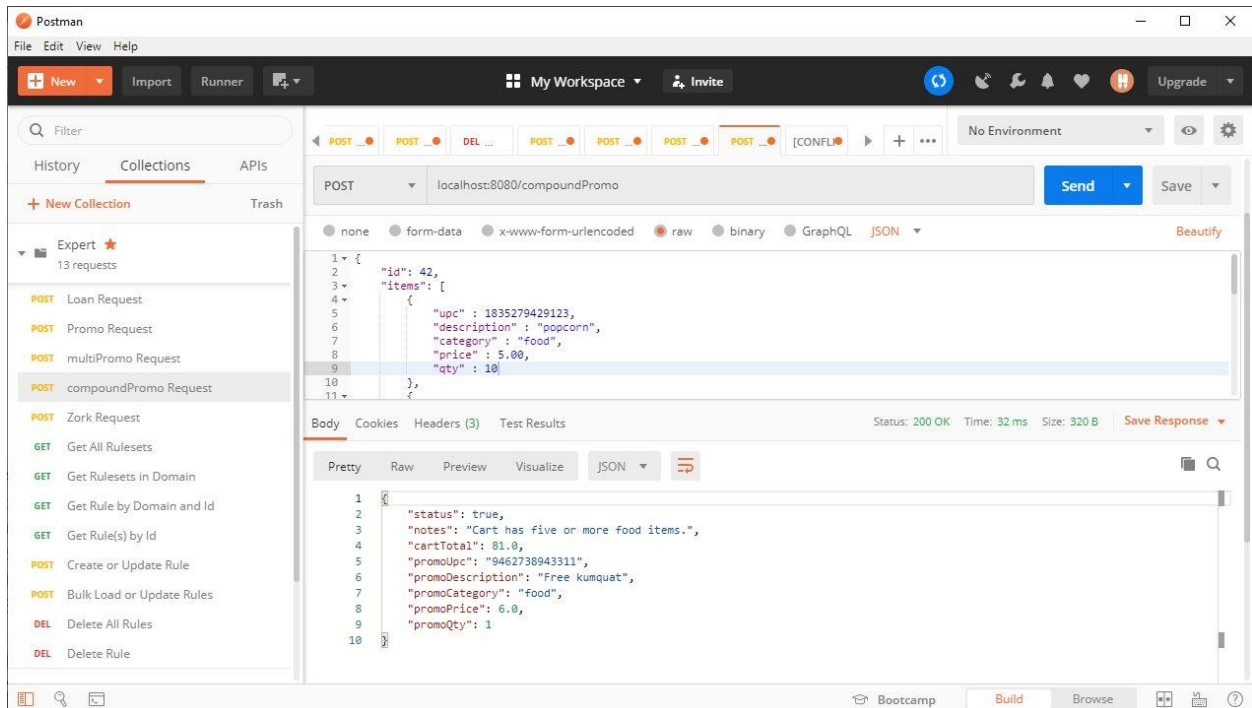 Postman
File Edit View Help
New Import Runner My Workspace Invite Upgrade
Filter
History Collections APIs
+ New Collection Trash
Expert
13 requests
POST Loan Request
POST Promo Request
POST multiPromo Request
POST compoundPromo Request
POST Zork Request
GET Get All Rulesets
GET Get Rulesets in Domain
GET Get Rule by Domain and Id
GET Get Rule(s) by Id
POST Create or Update Rule
POST Bulk Load or Update Rules
DEL Delete All Rules
DEL Delete Rule
POST ... POST ... DEL ... POST ... POST ... POST ... POST ... [CONFLI + ••• No Environment
POST localhost:8080/compoundPromo Send Save
none form-data x-www-form-urlencoded raw binary GraphQL JSON Beautify
1 {
2 "id": 42,
3 "items": [
4 {
5 "upc" : 1835279429123,
6 "description" : "popcorn",
7 "category" : "food",
8 "price" : 5.00,
9 "qty" : 10
10 },
11 {
Body Cookies Headers (3) Test Results Status: 200 OK Time: 32 ms Size: 320 B Save Response
Pretty Raw Preview Visualize JSON
1 {
2 "status": true,
3 "notes": "Cart has five or more food items.",
4 "cartTotal": 81.0,
5 "promoUpc": "9462738943311",
6 "promoDescription": "Free kumquat",
7 "promoCategory": "food",
8 "promoPrice": 6.0,
9 "promoQty": 1
10 }
Bootcamp Build Browse